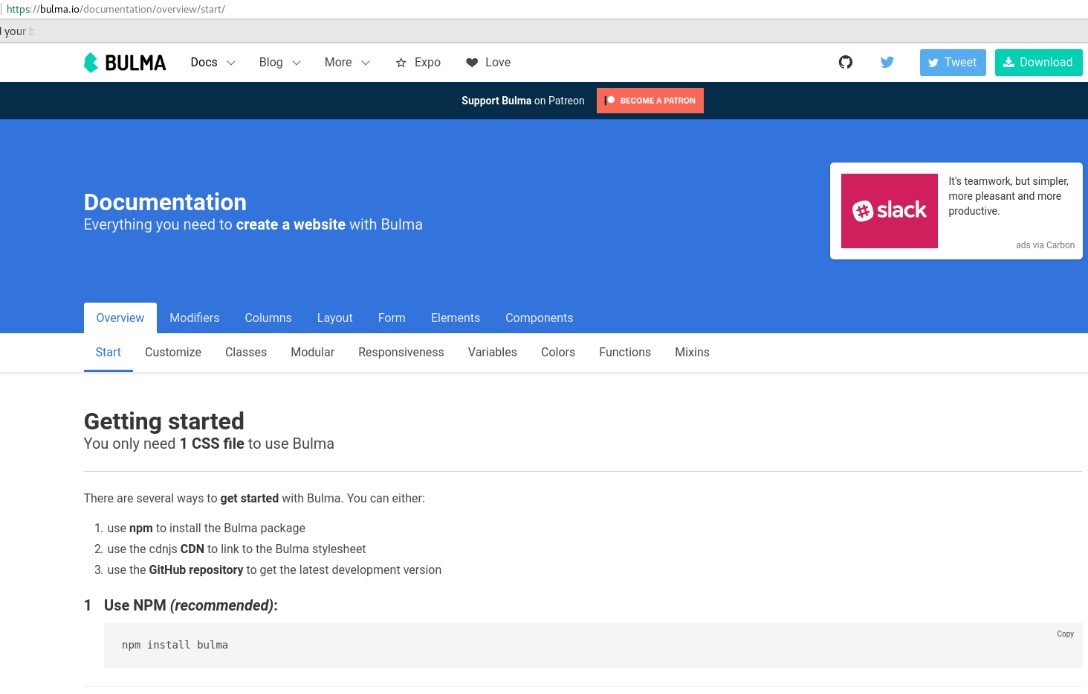 https://bulma.io/documentation/overview/start/
your
BULMA Docs Blog More Expo Love Tweet Download
Support Bulma on Patreon BECOME A PATRON
Documentation
Everything you need to create a website with Bulma
slack
It's teamwork, but simpler,
more pleasant and more
productive.
ads via Carbon
Overview Modifiers Columns Layout Form Elements Components
Start Customize Classes Modular Responsiveness Variables Colors Functions Mixins
Getting started
You only need 1 CSS file to use Bulma
There are several ways to get started with Bulma. You can either:
1. use npm to install the Bulma package
2. use the cdnjs CDN to link to the Bulma stylesheet
3. use the GitHub repository to get the latest development version
1 Use NPM (recommended):
Copy
npm install bulma